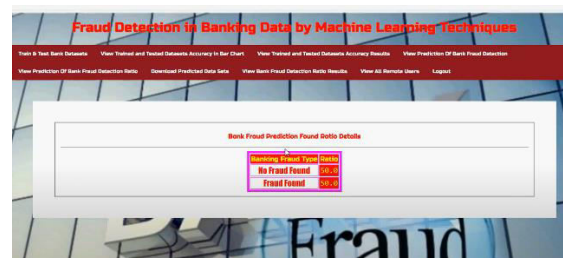 Fraud Detection in Banking Data by Machine Learning Techniques
Train & Test Bank Datasets View Trained and Tested Datasets Accuracy in Bar Chart View Trained and Tested Datasets Accuracy Results View Prediction Of Bank Fraud Detection
View Prediction Of Bank Fraud Detection Ratio Download Predicted Data Sets View Bank Fraud Detection Ratio Results View All Remote Users Logout
Bank Fraud Prediction Found Ratio Details
Banking Fraud Type Ratio
No Fraud Found 50.0
Fraud Found 50.0
Fraud